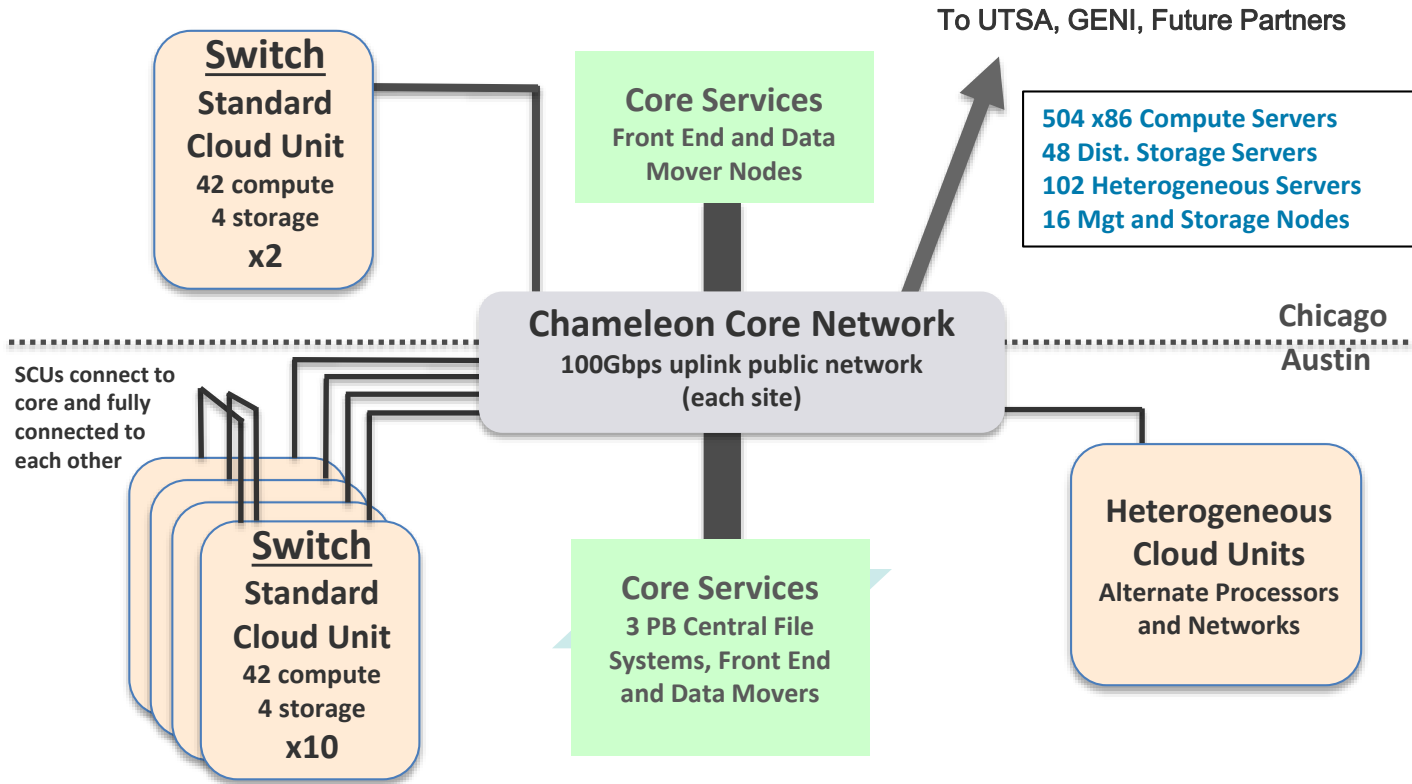 To UTSA, GENI, Future Partners
Switch
Standard
Cloud Unit
42 compute
4 storage
x2
Core Services
Front End and Data
Mover Nodes
504 x86 Compute Servers
48 Dist. Storage Servers
102 Heterogeneous Servers
16 Mgt and Storage Nodes
Chameleon Core Network
100Gbps uplink public network
(each site)
Chicago
Austin
SCUs connect to
core and fully
connected to
each other
Switch
Standard
Cloud Unit
42 compute
4 storage
x10
Core Services
3 PB Central File
Systems, Front End
and Data Movers
Heterogeneous
Cloud Units
Alternate Processors
and Networks